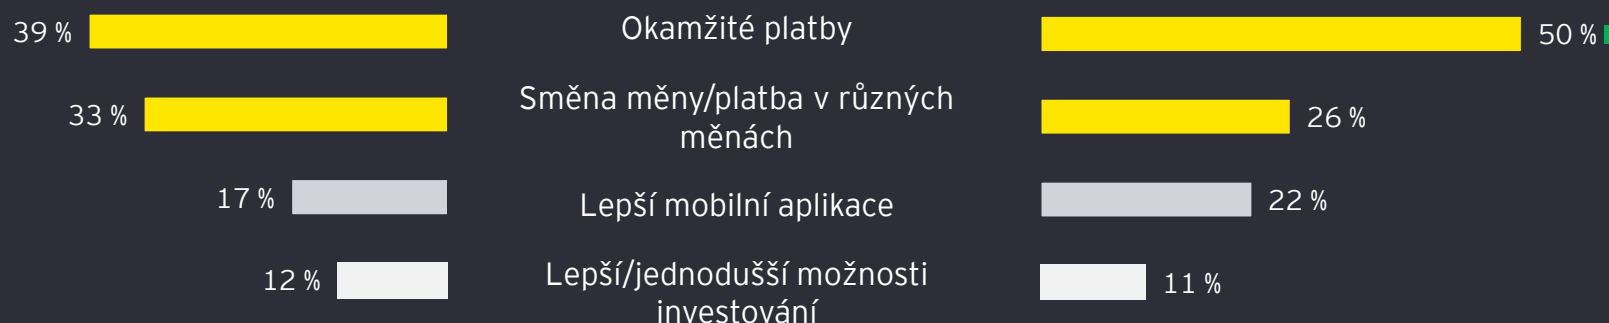 39 % Okamžité platby 50 %
33 % Směna měny/platba v různých
měnách 26 %
17 % Lepší mobilní aplikace 22 %
12 % Lepší/jednodušší možnosti
investování 11 %